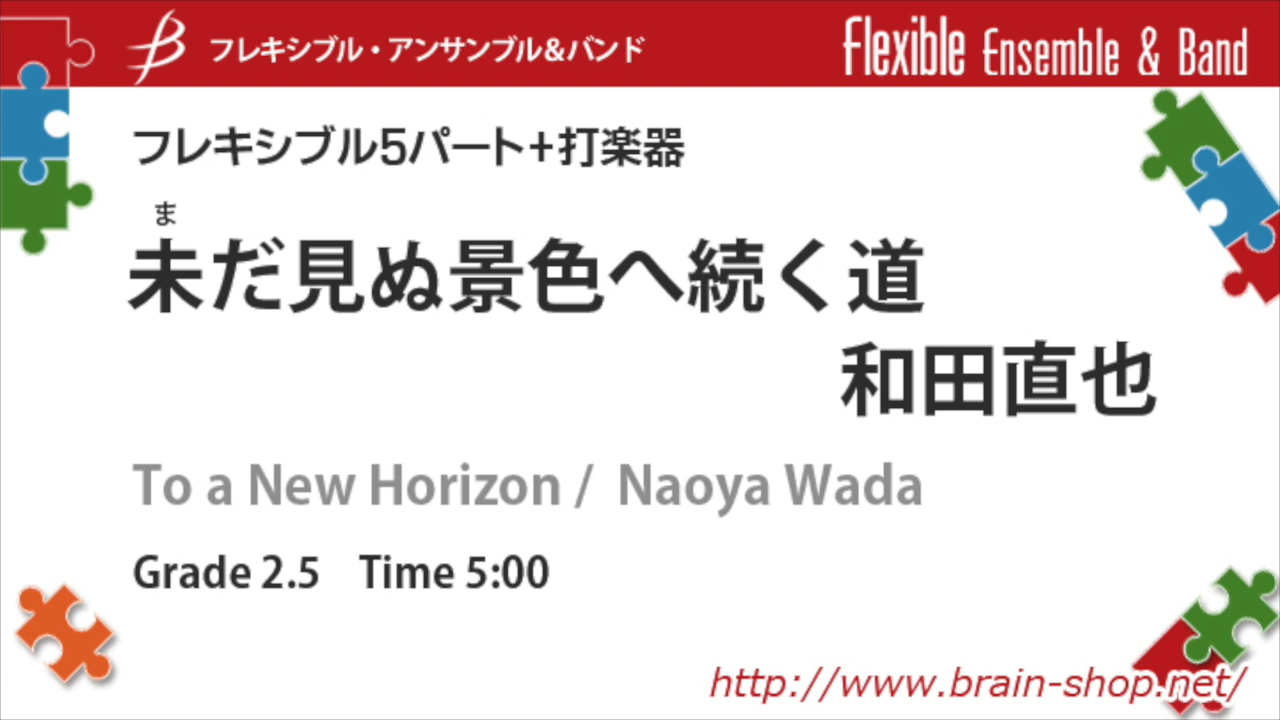 フレキシブル・アンサンブル&バンド
Flexible Ensemble & Band
フレキシブル5パート+打楽器
ま
未だ見ぬ景色へ続く道
和田直也
To a New Horizon / Naoya Wada
Grade 2.5 Time 5:00
http://www.brain-shop.net/